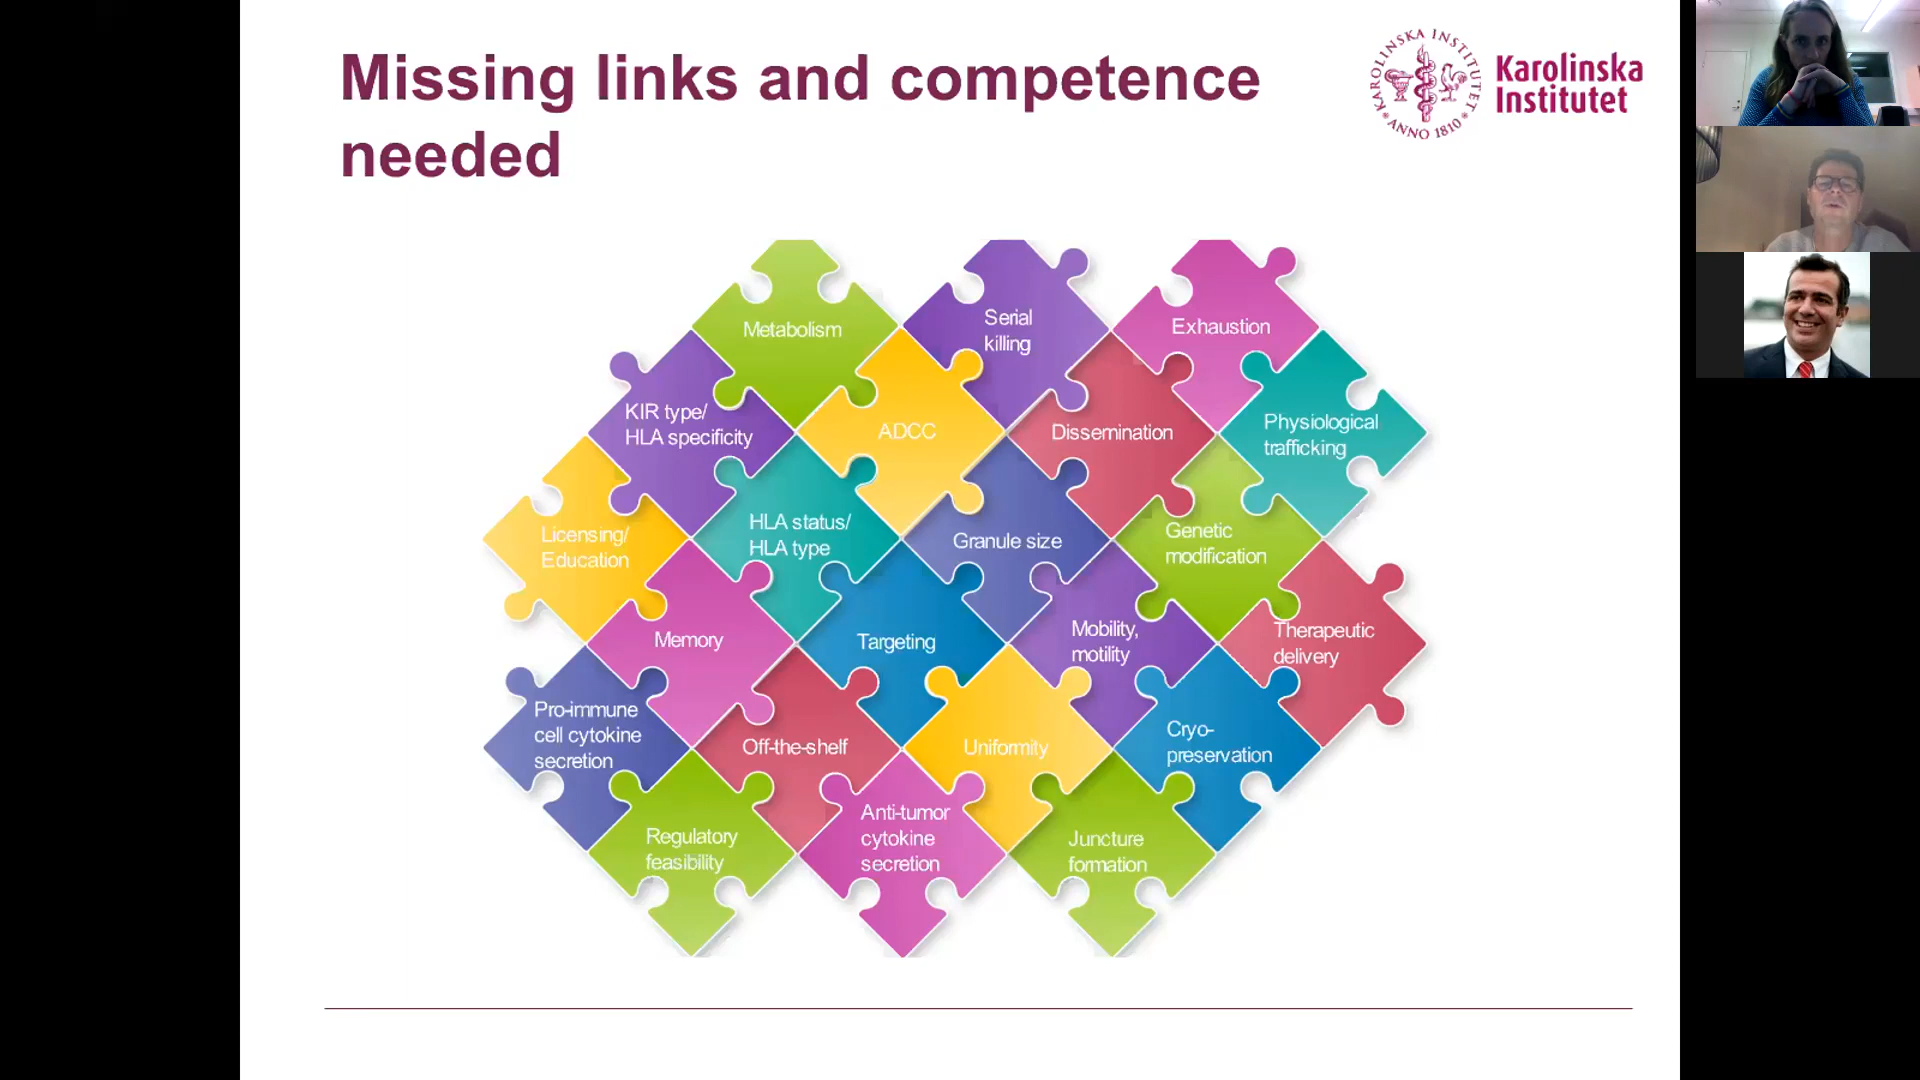 Missing links and competence
needed
KAROLINSKA INSTITUTET
ANNO 1810
Karolinska
Institutet
Metabolism
Serial
killing
Exhaustion
KIR type/
HLA specificity
ADCC
Dissemination
Physiological
trafficking
Licensing/
Education
HLA status/
HLA type
Granule size
Genetic
modification
Memory
Targeting
Mobility,
motility
Therapeutic
delivery
Pro-immune
cell cytokine
secretion
Off-the-shelf
Uniformity
Cryo-
preservation
Regulatory
feasibility
Anti-tumor
cytokine
secretion
Juncture
formation